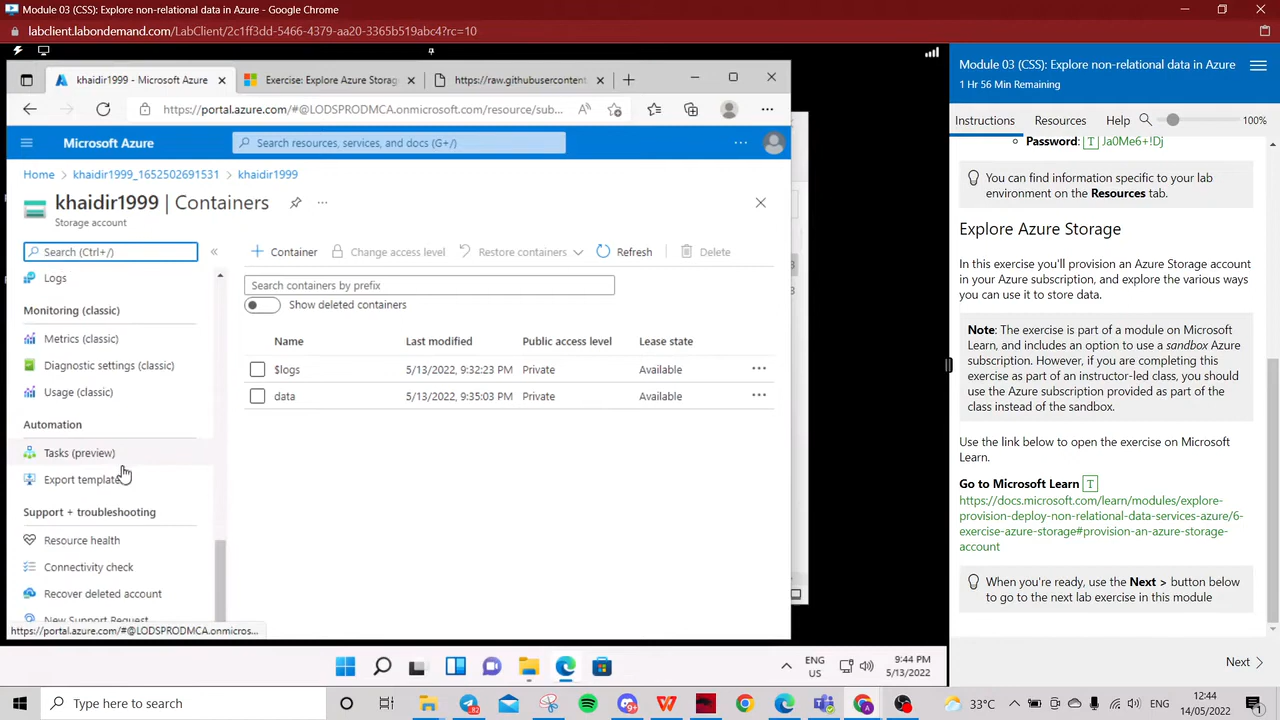 Module 03 (CSS): Explore non-relational data in Azure - Google Chrome
labclient.labondemand.com/LabClient/2c1ff3dd-5466-4379-aa20-3365b519abc4?rc=10
khaidir1999 - Microsoft Azure
Exercise: Explore Azure Storag
https://raw.githubusercontent
https://portal.azure.com/#@LODSPRODMCA.onmicrosoft.com/resource/sub...
Microsoft Azure
Search resources, services, and docs (G+/)
Home > khaidir1999_1652502691531 > khaidir1999
khaidir1999 | Containers
Storage account
Search (Ctrl+/)
Logs
Monitoring (classic)
Metrics (classic)
Diagnostic settings (classic)
Usage (classic)
Automation
Tasks (preview)
Export template
Support + troubleshooting
Resource health
Connectivity check
Recover deleted account
New Support Request
https://portal.azure.com/#@LODSPRODMCA.onmicros...
+ Container
Change access level
Restore containers
Refresh
Delete
Search containers by prefix
Show deleted containers
Name Last modified Public access level Lease state
$logs 5/13/2022, 9:32:23 PM Private Available
data 5/13/2022, 9:35:03 PM Private Available
ENG
US
9:44 PM
5/13/2022
Module 03 (CSS): Explore non-relational data in Azure
1 Hr 56 Min Remaining
Instructions Resources Help 100%
Password: T Ja0Me6+!Dj
You can find information specific to your lab
environment on the Resources tab.
Explore Azure Storage
In this exercise you'll provision an Azure Storage account
in your Azure subscription, and explore the various ways
you can use it to store data.
Note: The exercise is part of a module on Microsoft
Learn, and includes an option to use a sandbox Azure
subscription. However, if you are completing this
exercise as part of an instructor-led class, you should
use the Azure subscription provided as part of the
class instead of the sandbox.
Use the link below to open the exercise on Microsoft
Learn.
Go to Microsoft Learn T
https://docs.microsoft.com/learn/modules/explore-
provision-deploy-non-relational-data-services-azure/6-
exercise-azure-storage#provision-an-azure-storage-
account
When you're ready, use the Next > button below
to go to the next lab exercise in this module
Next >
Type here to search
33°C
ENG
12:44
14/05/2022